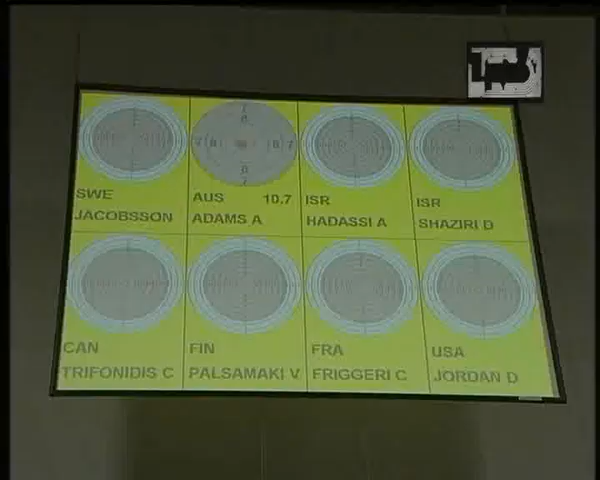 SWE
JACOBSSON
AUS 10.7
ADAMS A
ISR
HADASSI A
ISR
SHAZIRI D
CAN
TRIFONIDIS C
FIN
PALSAMAKI V
FRA
FRIGGERI C
USA
JORDAN D